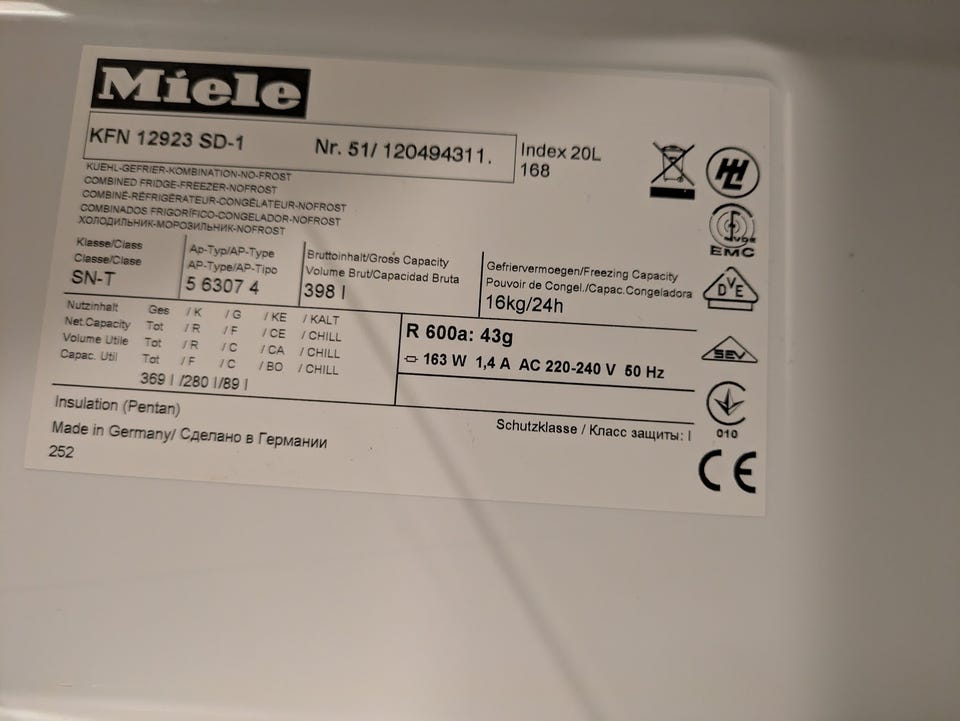 Miele
KFN 12923 SD-1 Nr. 51/ 120494311.
Index 20L
168
KUEHL-GEFRIER-KOMBINATION-NO-FROST
COMBINED FRIDGE-FREEZER-NOFROST
COMBINÉ-RÉFRIGÉRATEUR-CONGÉLATEUR-NOFROST
COMBINADOS FRIGORÍFICO-CONGELADOR-NOFROST
ХОЛОДИЛЬНИК-МОРОЗИЛЬНИК-NOFROST
Klasse/Class
Classe/Clase
SN-T
Ap-Typ/AP-Type
AP-Type/AP-Tipo
5 6307 4
Bruttoinhalt/Gross Capacity
Volume Brut/Capacidad Bruta
398 l
Gefriervermoegen/Freezing Capacity
Pouvoir de Congel./Capac.Congeladora
16kg/24h
Nutzinhalt Ges / K / G / KE / KALT
Net.Capacity Tot / R / F / CE / CHILL
Volume Utile Tot / R / C / CA / CHILL
Capac. Util Tot / F / C / BO / CHILL
369 l /280 l/89 l
R 600a: 43g
163 W 1,4 A AC 220-240 V 50 Hz
Insulation (Pentan)
Made in Germany/ Сделано в Германии
252
Schutzklasse / Класс защиты: I
VDE
EMC
DVE
SEV
010
CE